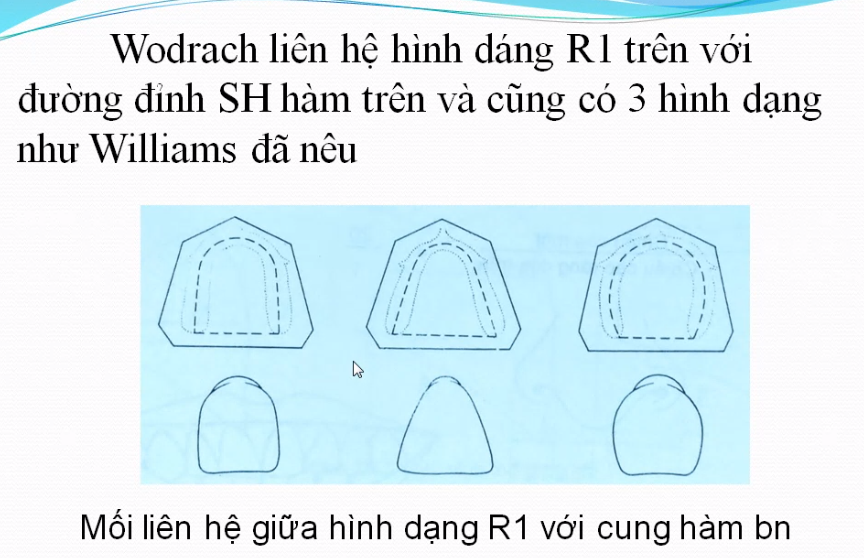 Wodrach liên hệ hình dáng R1 trên với
đường đỉnh SH hàm trên và cũng có 3 hình dạng
như Williams đã nêu
Mối liên hệ giữa hình dạng R1 với cung hàm bn